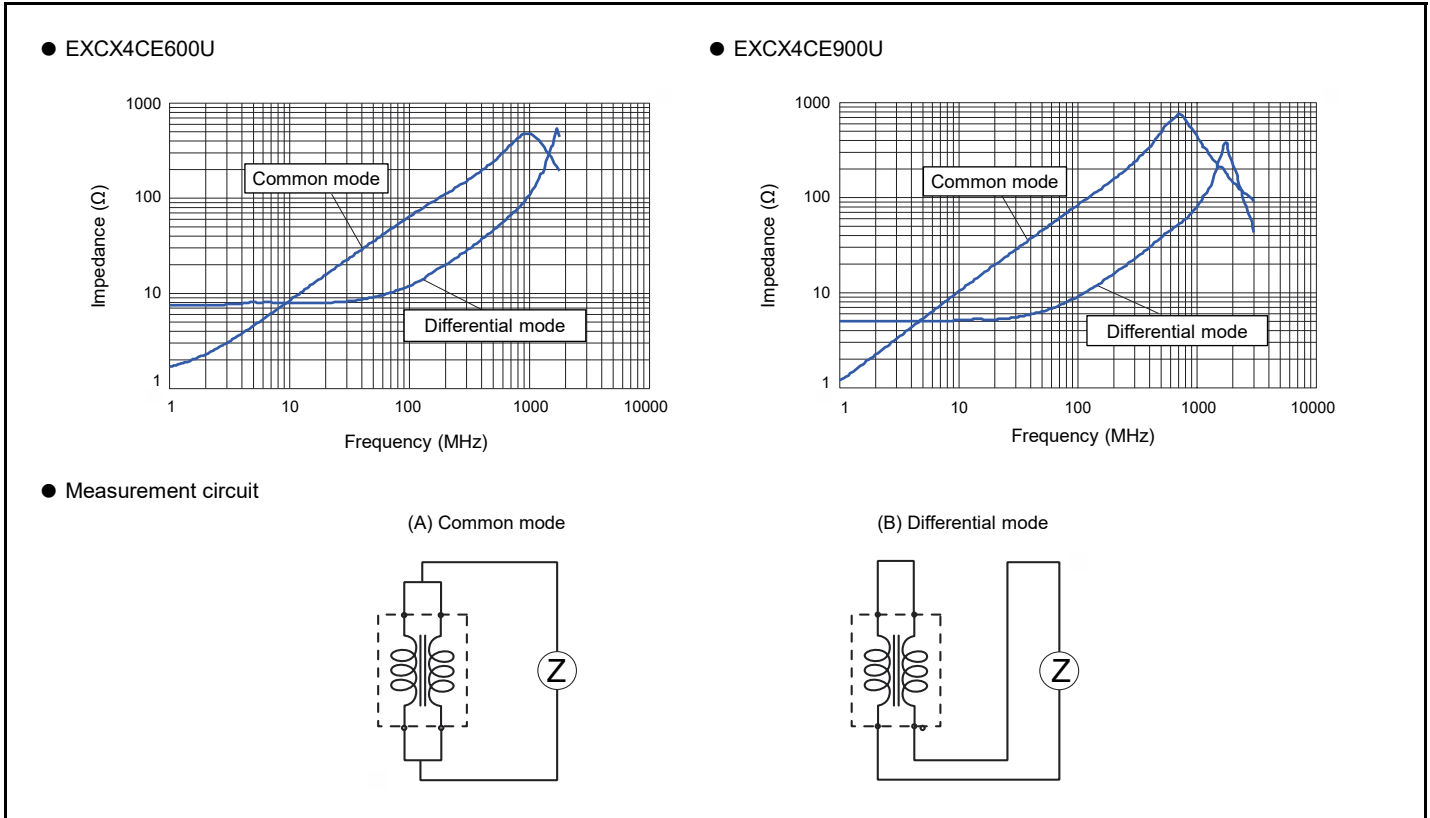 ● EXCX4CE600U
1000
100
10
1
Impedance (Ω)
Common mode
Differential mode
1 10 100 1000 10000
Frequency (MHz)
● EXCX4CE900U
1000
100
10
1
Impedance (Ω)
Common mode
Differential mode
1 10 100 1000 10000
Frequency (MHz)
● Measurement circuit
(A) Common mode
Z
(B) Differential mode
Z